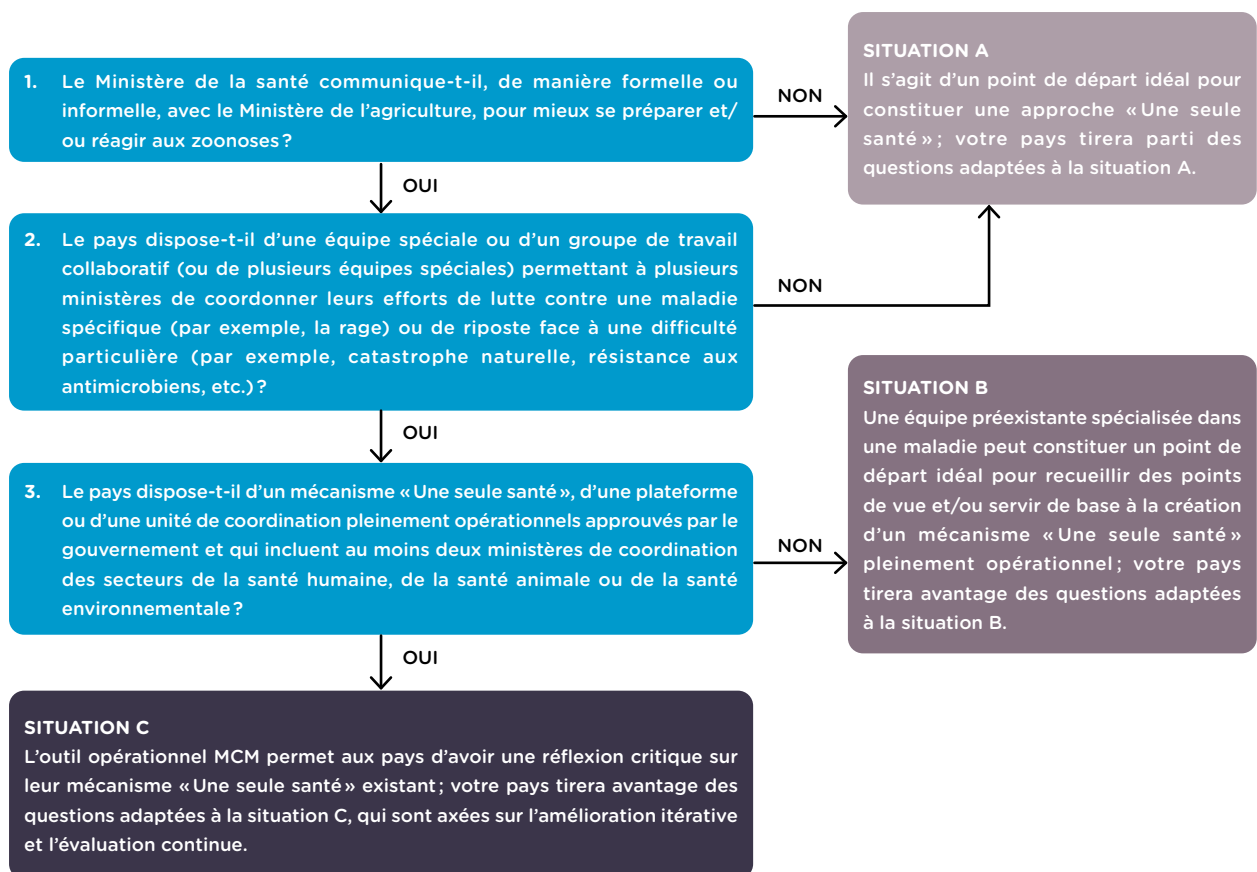 1. Le Ministère de la santé communique-t-il, de manière formelle ou
informelle, avec le Ministère de l’agriculture, pour mieux se préparer et/
ou réagir aux zoonoses ?
NON
SITUATION A
Il s’agit d’un point de départ idéal pour
constituer une approche « Une seule
santé » ; votre pays tirera parti des
questions adaptées à la situation A.
OUI
2. Le pays dispose-t-il d’une équipe spéciale ou d’un groupe de travail
collaboratif (ou de plusieurs équipes spéciales) permettant à plusieurs
ministères de coordonner leurs efforts de lutte contre une maladie
spécifique (par exemple, la rage) ou de riposte face à une difficulté
particulière (par exemple, catastrophe naturelle, résistance aux
antimicrobiens, etc.) ?
NON
OUI
3. Le pays dispose-t-il d’un mécanisme « Une seule santé », d’une plateforme
ou d’une unité de coordination pleinement opérationnels approuvés par le
gouvernement et qui incluent au moins deux ministères de coordination
des secteurs de la santé humaine, de la santé animale ou de la santé
environnementale ?
NON
SITUATION B
Une équipe préexistante spécialisée dans
une maladie peut constituer un point de
départ idéal pour recueillir des points
de vue et/ou servir de base à la création
d’un mécanisme « Une seule santé »
pleinement opérationnel ; votre pays
tirera avantage des questions adaptées
à la situation B.
OUI
SITUATION C
L’outil opérationnel MCM permet aux pays d’avoir une réflexion critique sur
leur mécanisme « Une seule santé » existant ; votre pays tirera avantage des
questions adaptées à la situation C, qui sont axées sur l’amélioration itérative
et l’évaluation continue.